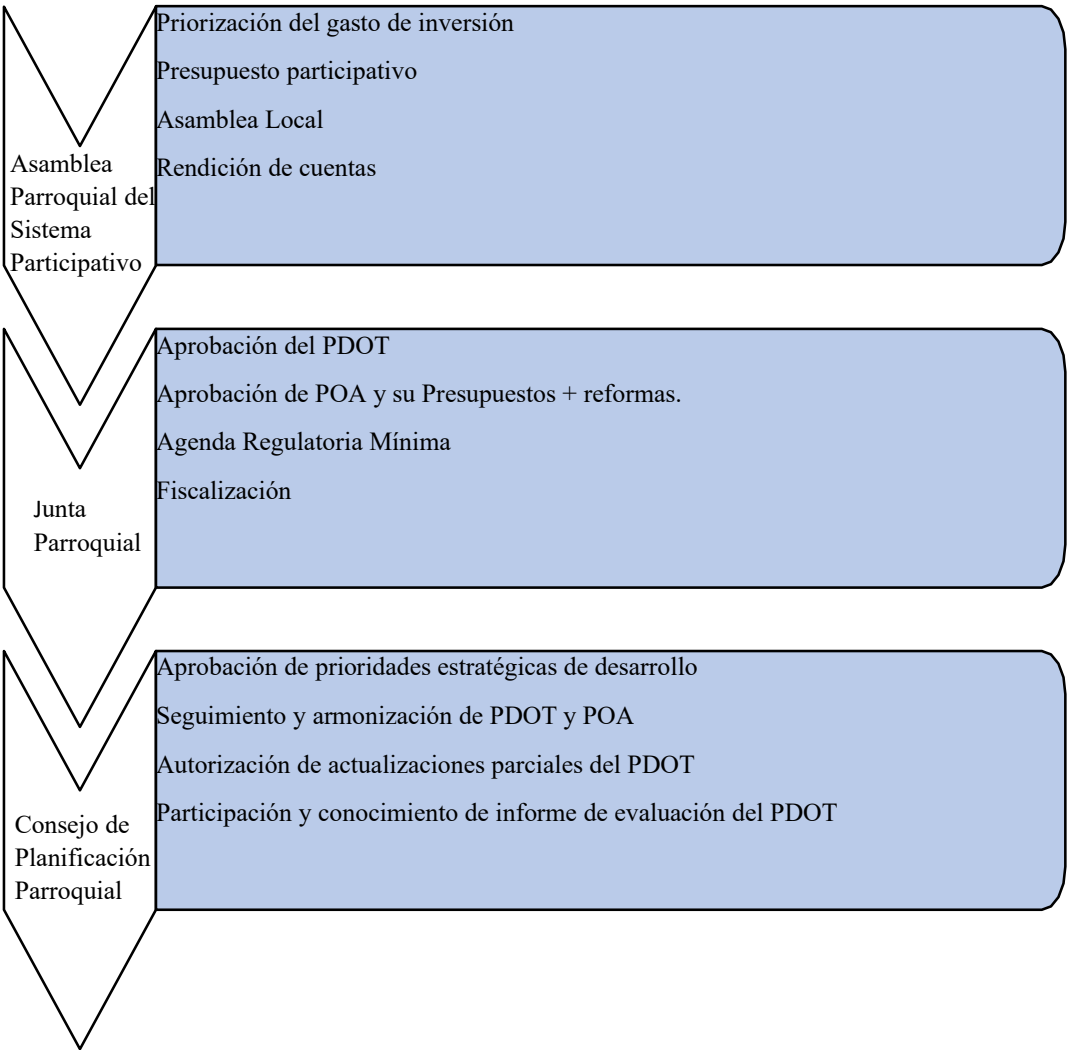 Asamblea
Parroquial del
Sistema
Participativo
Priorización del gasto de inversión
Presupuesto participativo
Asamblea Local
Rendición de cuentas
Junta
Parroquial
Aprobación del PDOT
Aprobación de POA y su Presupuestos + reformas.
Agenda Regulatoria Mínima
Fiscalización
Consejo de
Planificación
Parroquial
Aprobación de prioridades estratégicas de desarrollo
Seguimiento y armonización de PDOT y POA
Autorización de actualizaciones parciales del PDOT
Participación y conocimiento de informe de evaluación del PDOT